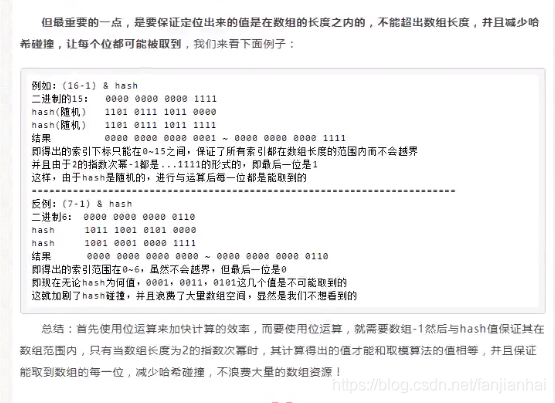 但最重要的一点，是要保证定位出来的值是在数组的长度之内的，不能超出数组长度，并且减少哈
希碰撞，让每个位都可能被取到，我们来看下面例子：
例如：(16-1) & hash
二进制的15： 0000 0000 0000 1111
hash(随机) 1101 0111 1011 0000
hash(随机) 1101 0111 1011 1111
结果 0000 0000 0000 0001 ~ 0000 0000 0000 1111
即得出的索引下标只能在0~15之间，保证了所有索引都在数组长度的范围内而不会越界
并且由于2的指数次幂-1都是...1111的形式的，即最后一位是1
这样，由于hash是随机的，进行与运算后每一位都是能取到的
------------------------------------------------------------------------
反例：(7-1) & hash
二进制6： 0000 0000 0000 0110
hash 1011 1001 0101 0000
hash 1001 0001 0000 1111
结果 0000 0000 0000 0000 ~ 0000 0000 0000 0110
即得出的索引范围在0~6，虽然不会越界，但最后一位是0
即现在无论hash为何值，0001，0011，0101这几个值是不可能取到的
这就加剧了hash碰撞，并且浪费了大量数组空间，显然是我们不想看到的
总结：首先使用位运算来加快计算的效率，而要使用位运算，就需要数组-1然后与hash值保证其在
数组范围内，只有当数组长度为2的指数次幂时，其计算得出的值才能和取模算法的值相等，并且保证
能取到数组的每一位，减少哈希碰撞，不浪费大量的数组资源！
https://blog.csdn.net/fanjianhai